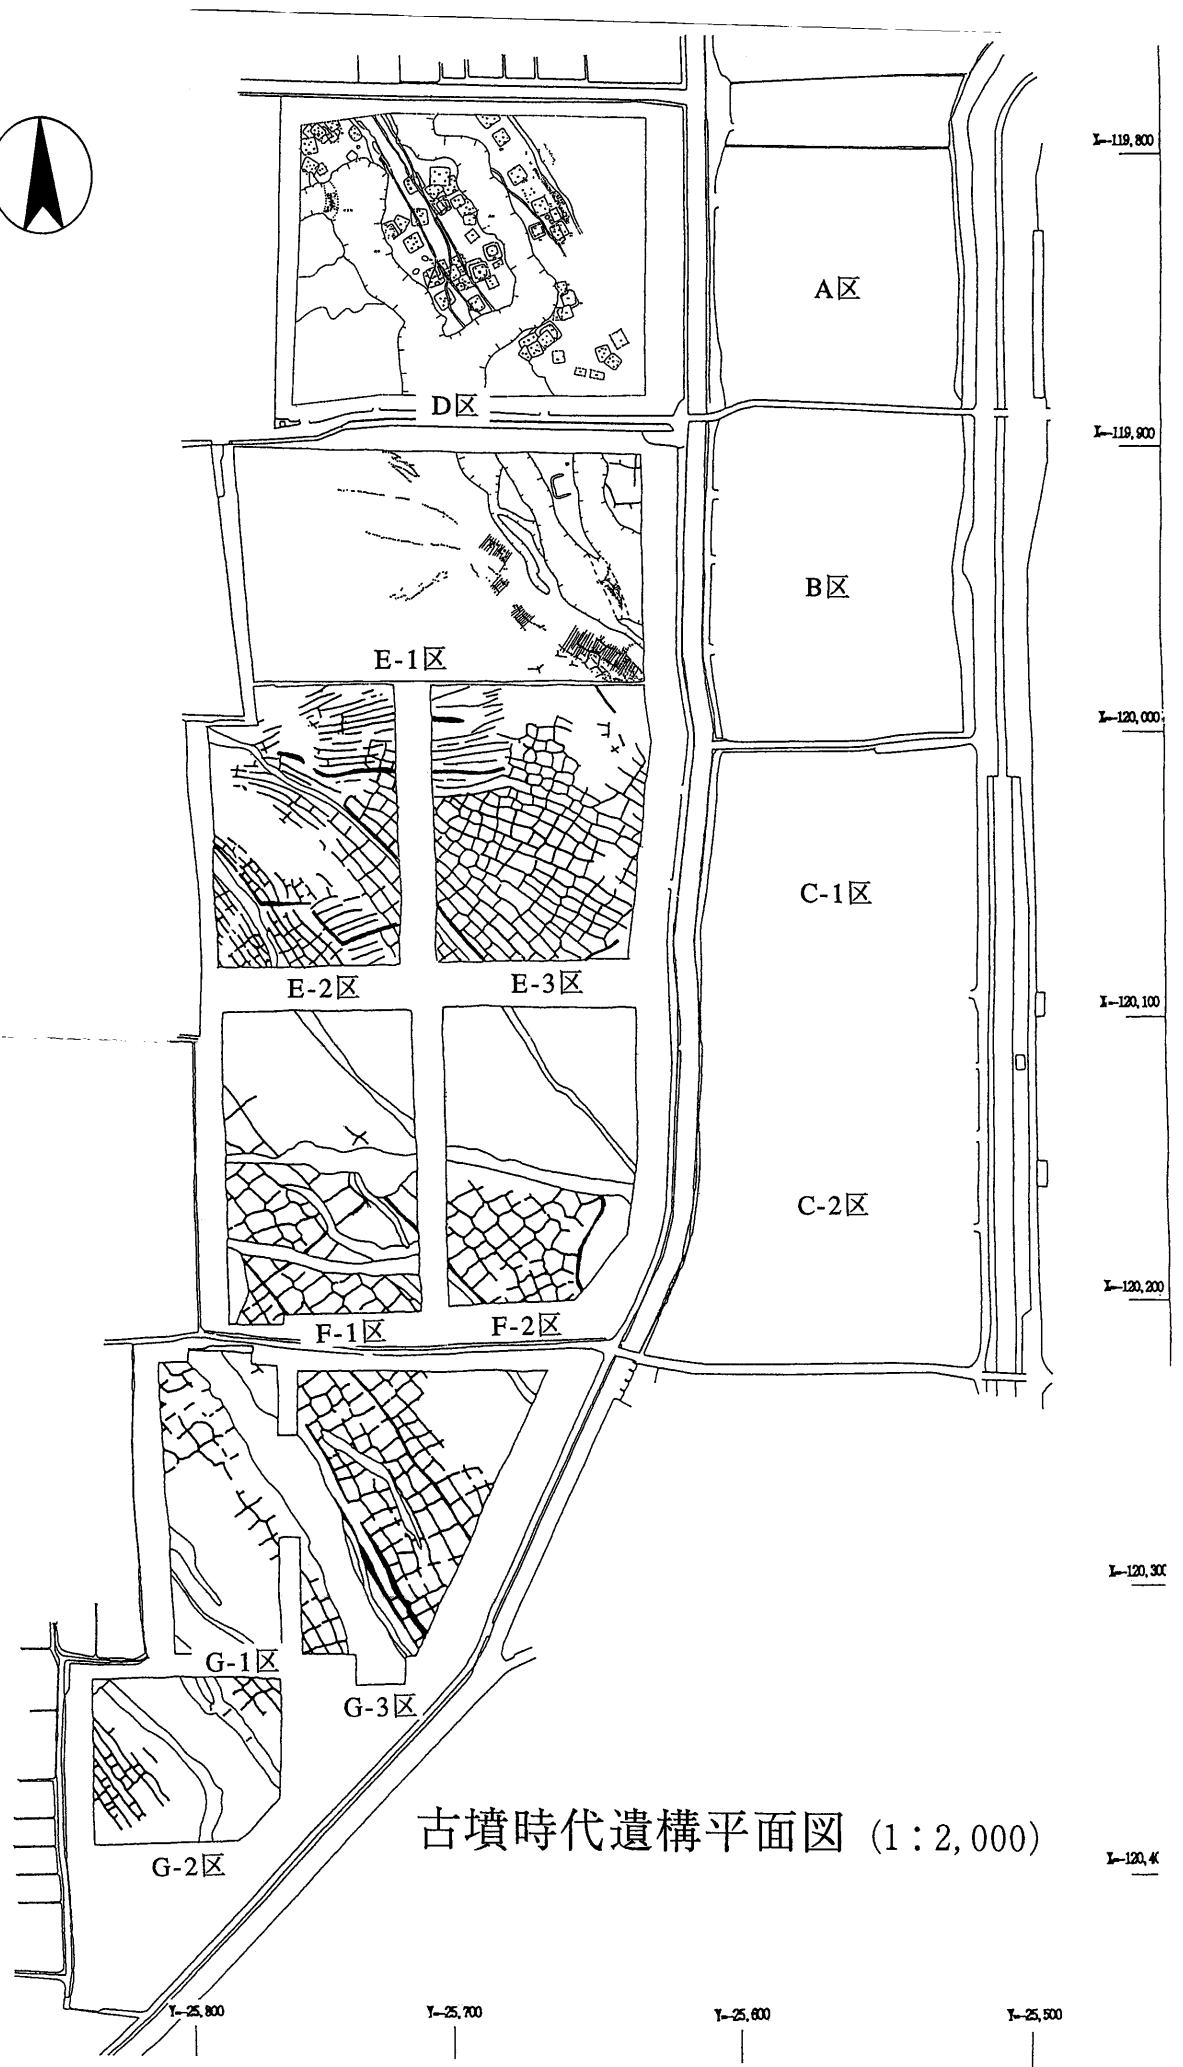 X=-119,800
A区
D区
X=-119,900
B区
E-1区
X=-120,000
C-1区
E-2区
E-3区
X=-120,100
C-2区
X=-120,200
F-1区
F-2区
X=-120,30
G-1区
G-3区
古墳時代遺構平面図 (1：2,000)
X=-120,4
G-2区
Y=-25,800
Y=-25,700
Y=-25,600
Y=-25,500